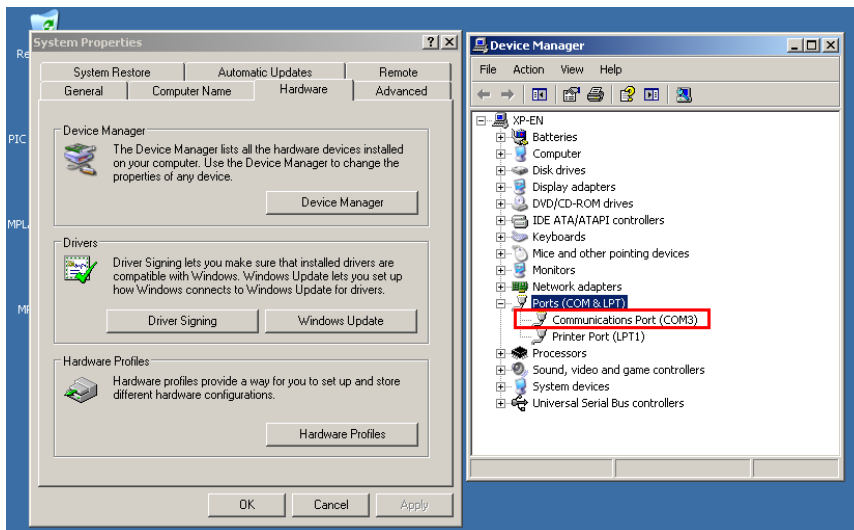 Re
PIC
MPL
System Properties
System Restore Automatic Updates Remote
General Computer Name Hardware Advanced
Device Manager
The Device Manager lists all the hardware devices installed
on your computer. Use the Device Manager to change the
properties of any device.
Device Manager
Drivers
Driver Signing lets you make sure that installed drivers are
compatible with Windows. Windows Update lets you set up
how Windows connects to Windows Update for drivers.
Driver Signing Windows Update
Hardware Profiles
Hardware profiles provide a way for you to set up and store
different hardware configurations.
Hardware Profiles
OK Cancel Apply
Device Manager
File Action View Help
XP-EN
Batteries
Computer
Disk drives
Display adapters
DVD/CD-ROM drives
IDE ATA/ATAPI controllers
Keyboards
Mice and other pointing devices
Monitors
Network adapters
Ports (COM & LPT)
Communications Port (COM3)
Printer Port (LPT1)
Processors
Sound, video and game controllers
System devices
Universal Serial Bus controllers